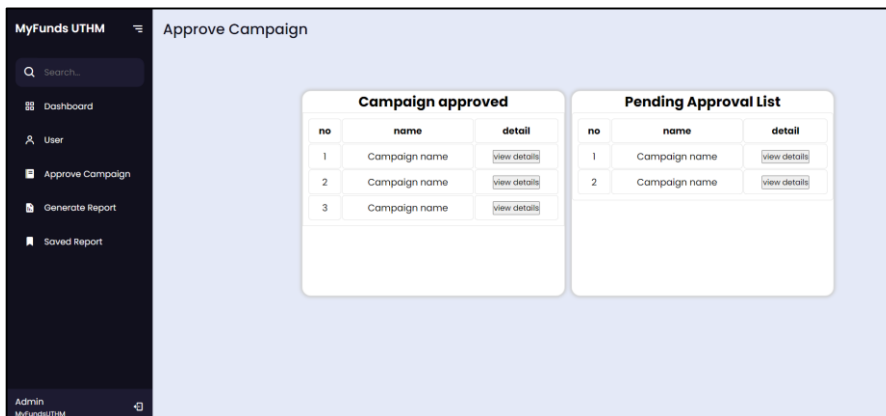 MyFunds UTHM
Search...
Dashboard
User
Approve Campaign
Generate Report
Saved Report
Admin
MyFundsUTHM
Approve Campaign
Campaign approved
no name detail
1 Campaign name view details
2 Campaign name view details
3 Campaign name view details
Pending Approval List
no name detail
1 Campaign name view details
2 Campaign name view details